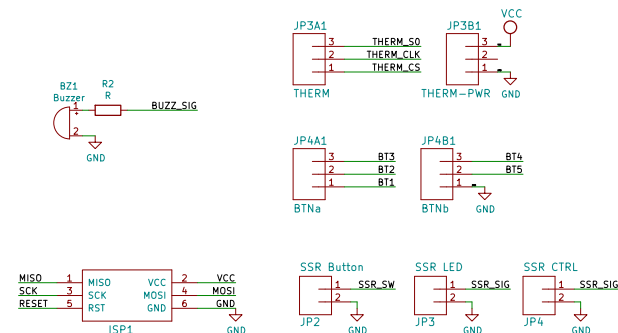 JP3A1
3 THERM_SO
2 THERM_CLK
1 THERM_CS
THERM
VCC
JP3B1
3
2
1
THERM-PWR
GND
BZ1
Buzzer
R2
R
1
+
2
BUZZ_SIG
GND
JP4A1
3 BT3
2 BT2
1 BT1
BTNa
JP4B1
3 BT4
2 BT5
1
BTNb
GND
MISO 1 MISO VCC 2 VCC
SCK 3 SCK MOSI 4 MOSI
RESET 5 RST GND 6 GND
ISP1
GND
SSR Button
1 SSR_SW
2
JP2
GND
SSR LED
1 SSR_SIG
2
JP3
GND
SSR CTRL
1 SSR_SIG
2
JP4
GND